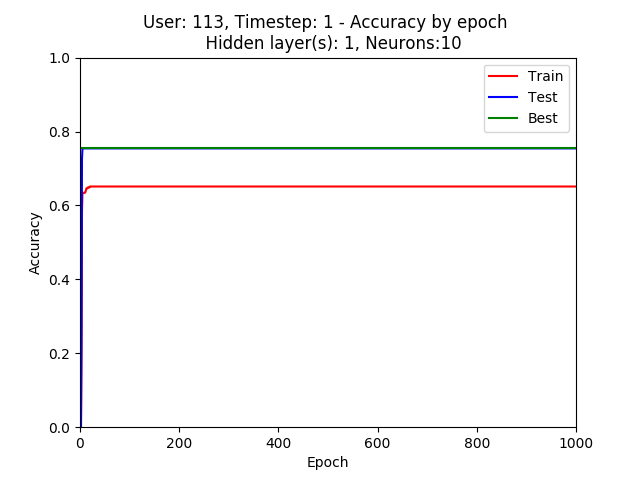 User: 113, Timestep: 1 - Accuracy by epoch
Hidden layer(s): 1, Neurons:10
1.0
0.8
0.6
0.4
0.2
0.0
Accuracy
Train
Test
Best
0 200 400 600 800 1000
Epoch